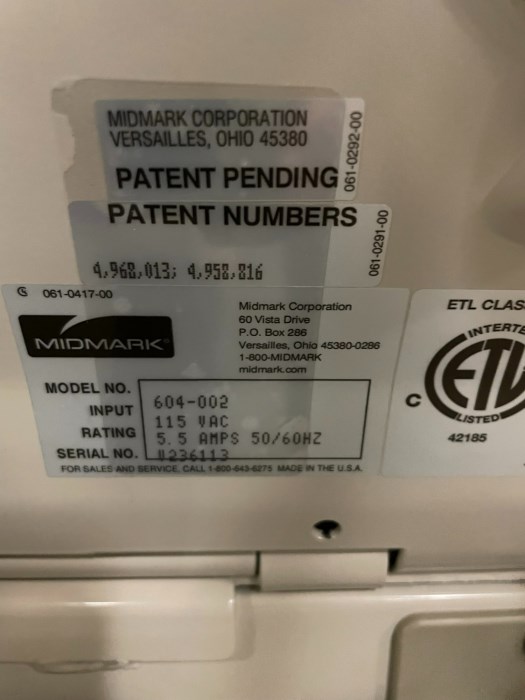 MIDMARK CORPORATION
VERSAILLES, OHIO 45380
PATENT PENDING
061-0292-00
PATENT NUMBERS
4,968,013; 4,958,816
061-0291-00
061-0417-00
MIDMARK®
Midmark Corporation
60 Vista Drive
P.O. Box 286
Versailles, Ohio 45380-0286
1-800-MIDMARK
midmark.com
MODEL NO. 604-002
INPUT 115 VAC
RATING 5.5 AMPS 50/60HZ
SERIAL NO. V236113
FOR SALES AND SERVICE, CALL 1-800-643-6275 MADE IN THE U.S.A.
ETL CLAS
INTERTE
C
ETL
LISTED
42185